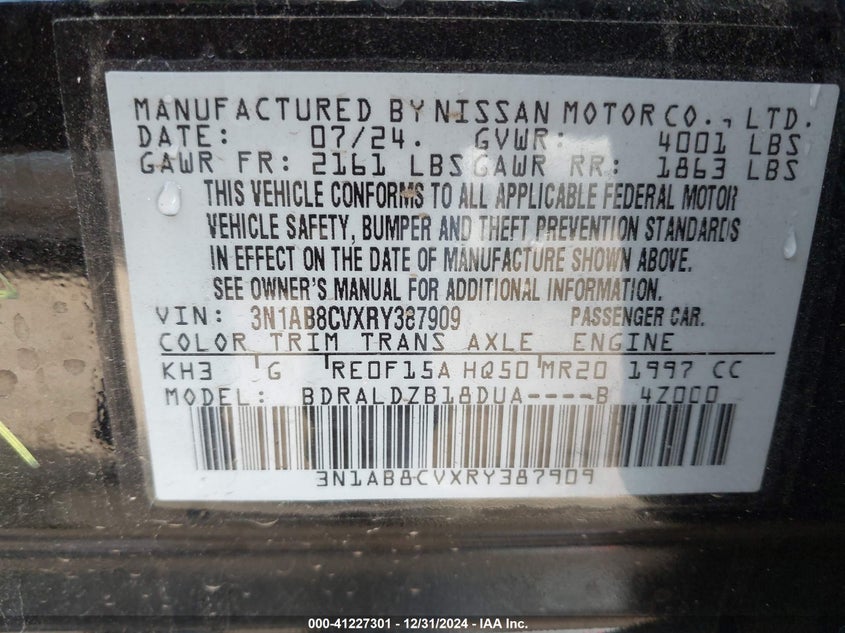 MANUFACTURED BY NISSAN MOTOR CO., LTD.
DATE: 07/24. GVWR: 4001 LBS
GAWR FR: 2161 LBS GAWR RR: 1863 LBS
THIS VEHICLE CONFORMS TO ALL APPLICABLE FEDERAL MOTOR
VEHICLE SAFETY, BUMPER AND THEFT PREVENTION STANDARDS
IN EFFECT ON THE DATE OF MANUFACTURE SHOWN ABOVE.
SEE OWNER'S MANUAL FOR ADDITIONAL INFORMATION.
VIN: 3N1AB8CVXRY387909 PASSENGER CAR.
COLOR TRIM TRANS AXLE ENGINE
KH3 G RE0F15A HQ50 MR20 1997 CC
MODEL: BDRALDZB18DUA----B 4Z000
3N1AB8CVXRY387909
000-41227301 - 12/31/2024 - IAA Inc.